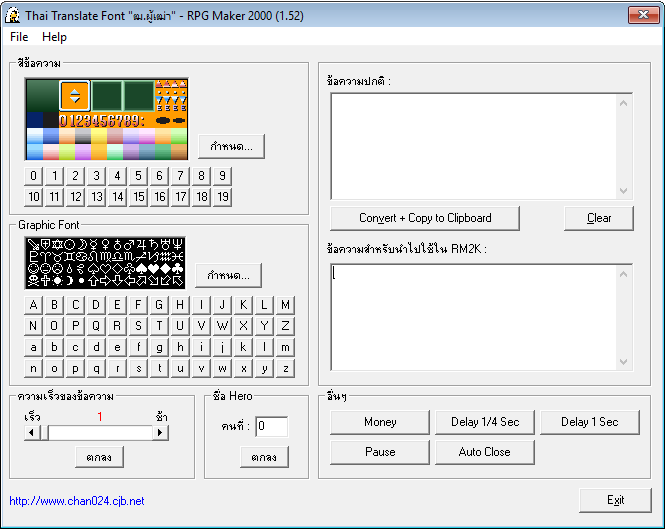 Thai Translate Font "ฒ.ผู้เฒ่า" - RPG Maker 2000 (1.52)
File Help
สีข้อความ
0123456789:
กำหนด...
0 1 2 3 4 5 6 7 8 9
10 11 12 13 14 15 16 17 18 19
Graphic Font
กำหนด...
A B C D E F G H I J K L M
N O P Q R S T U V W X Y Z
a b c d e f g h i j k l m
n o p q r s t u v w x y z
ความเร็วของข้อความ
เร็ว 1 ช้า
ตกลง
ชื่อ Hero
คนที่ : 0
ตกลง
ข้อความปกติ :
Convert + Copy to Clipboard Clear
ข้อความสำหรับนำไปใช้ใน RM2K :
อื่นๆ
Money Delay 1/4 Sec Delay 1 Sec
Pause Auto Close
http://www.chan024.cjb.net
Exit